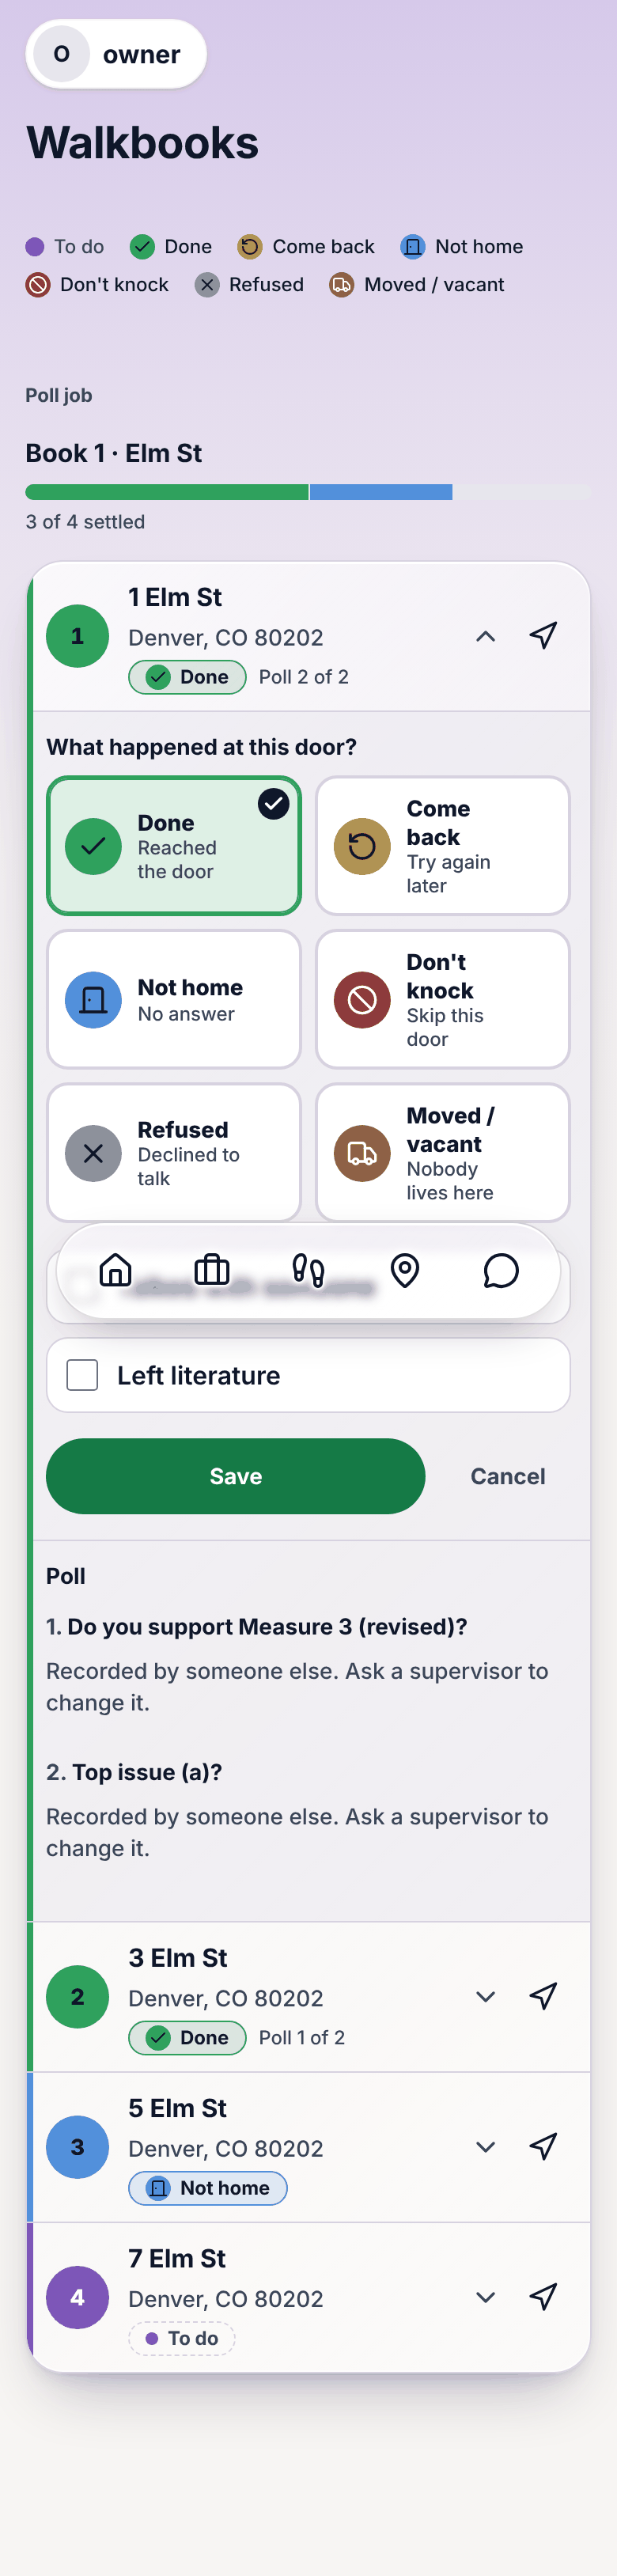 O owner
Walkbooks
To do Done Come back Not home
Don't knock Refused Moved / vacant
Poll job
Book 1 · Elm St
3 of 4 settled
1 Elm St
1
Denver, CO 80202
Done Poll 2 of 2
What happened at this door?
Done
Reached
the door
Come
back
Try again
later
Not home
No answer
Don't
knock
Skip this
door
Refused
Declined to
talk
Moved /
vacant
Nobody
lives here
Left literature
Save Cancel
Poll
1. Do you support Measure 3 (revised)?
Recorded by someone else. Ask a supervisor to
change it.
2. Top issue (a)?
Recorded by someone else. Ask a supervisor to
change it.
3 Elm St
2
Denver, CO 80202
Done Poll 1 of 2
5 Elm St
3
Denver, CO 80202
Not home
7 Elm St
4
Denver, CO 80202
To do